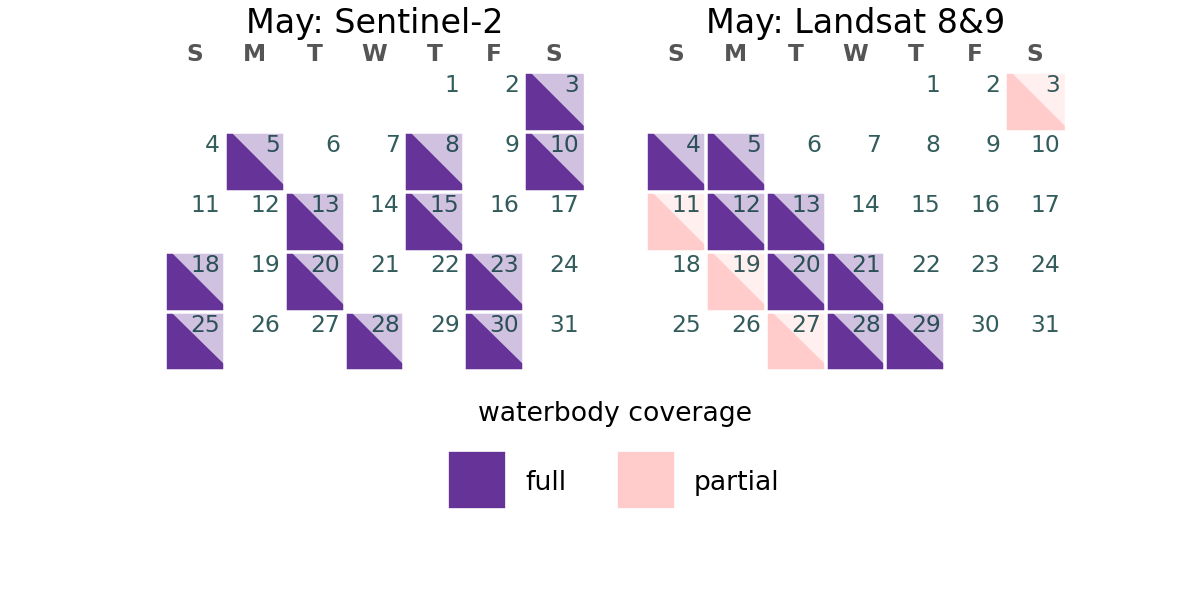 May: Sentinel-2
S M T W T F S
1 2 3
4 5 6 7 8 9 10
11 12 13 14 15 16 17
18 19 20 21 22 23 24
25 26 27 28 29 30 31
May: Landsat 8&9
S M T W T F S
1 2 3
4 5 6 7 8 9 10
11 12 13 14 15 16 17
18 19 20 21 22 23 24
25 26 27 28 29 30 31
waterbody coverage
full partial